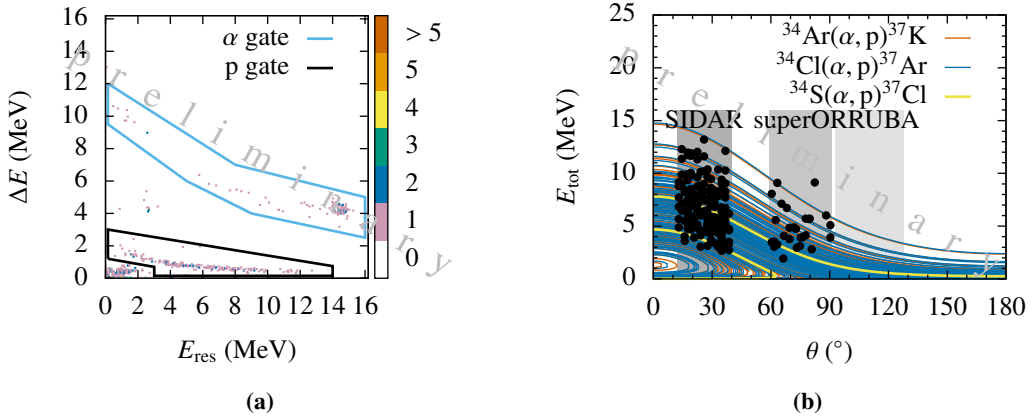 16
14
12
10
8
6
4
2
0
ΔE (MeV)
α gate
p gate
0 2 4 6 8 10 12 14 16
E_res (MeV)
> 5
5
4
3
2
1
0
preliminary
(a)
25
20
15
10
5
0
E_tot (MeV)
³⁴Ar(α, p)³⁷K
³⁴Cl(α, p)³⁷Ar
³⁴S(α, p)³⁷Cl
SIDAR superORRUBA
0 30 60 90 120 150 180
θ (°)
preliminary
(b)